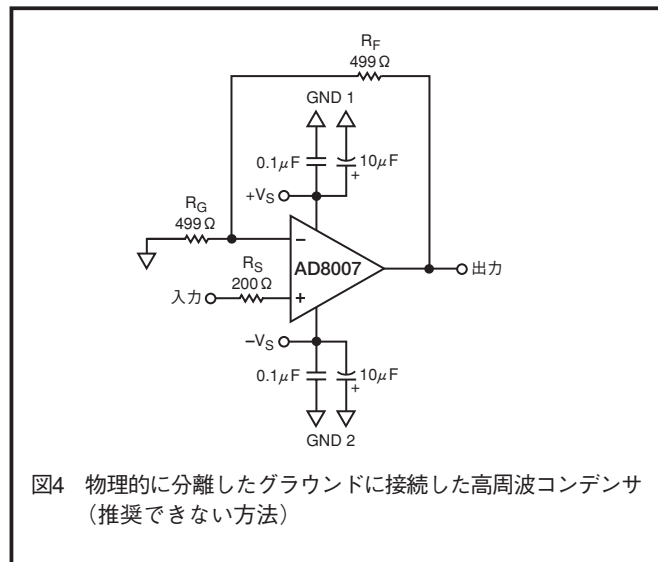 R_F
499Ω
GND 1
0.1μF
10μF
+
+V_S
R_G
499Ω
−
AD8007
出力
R_S
200Ω
入力
+
−V_S
0.1μF
10μF
+
GND 2
図4 物理的に分離したグラウンドに接続した高周波コンデンサ
（推奨できない方法）